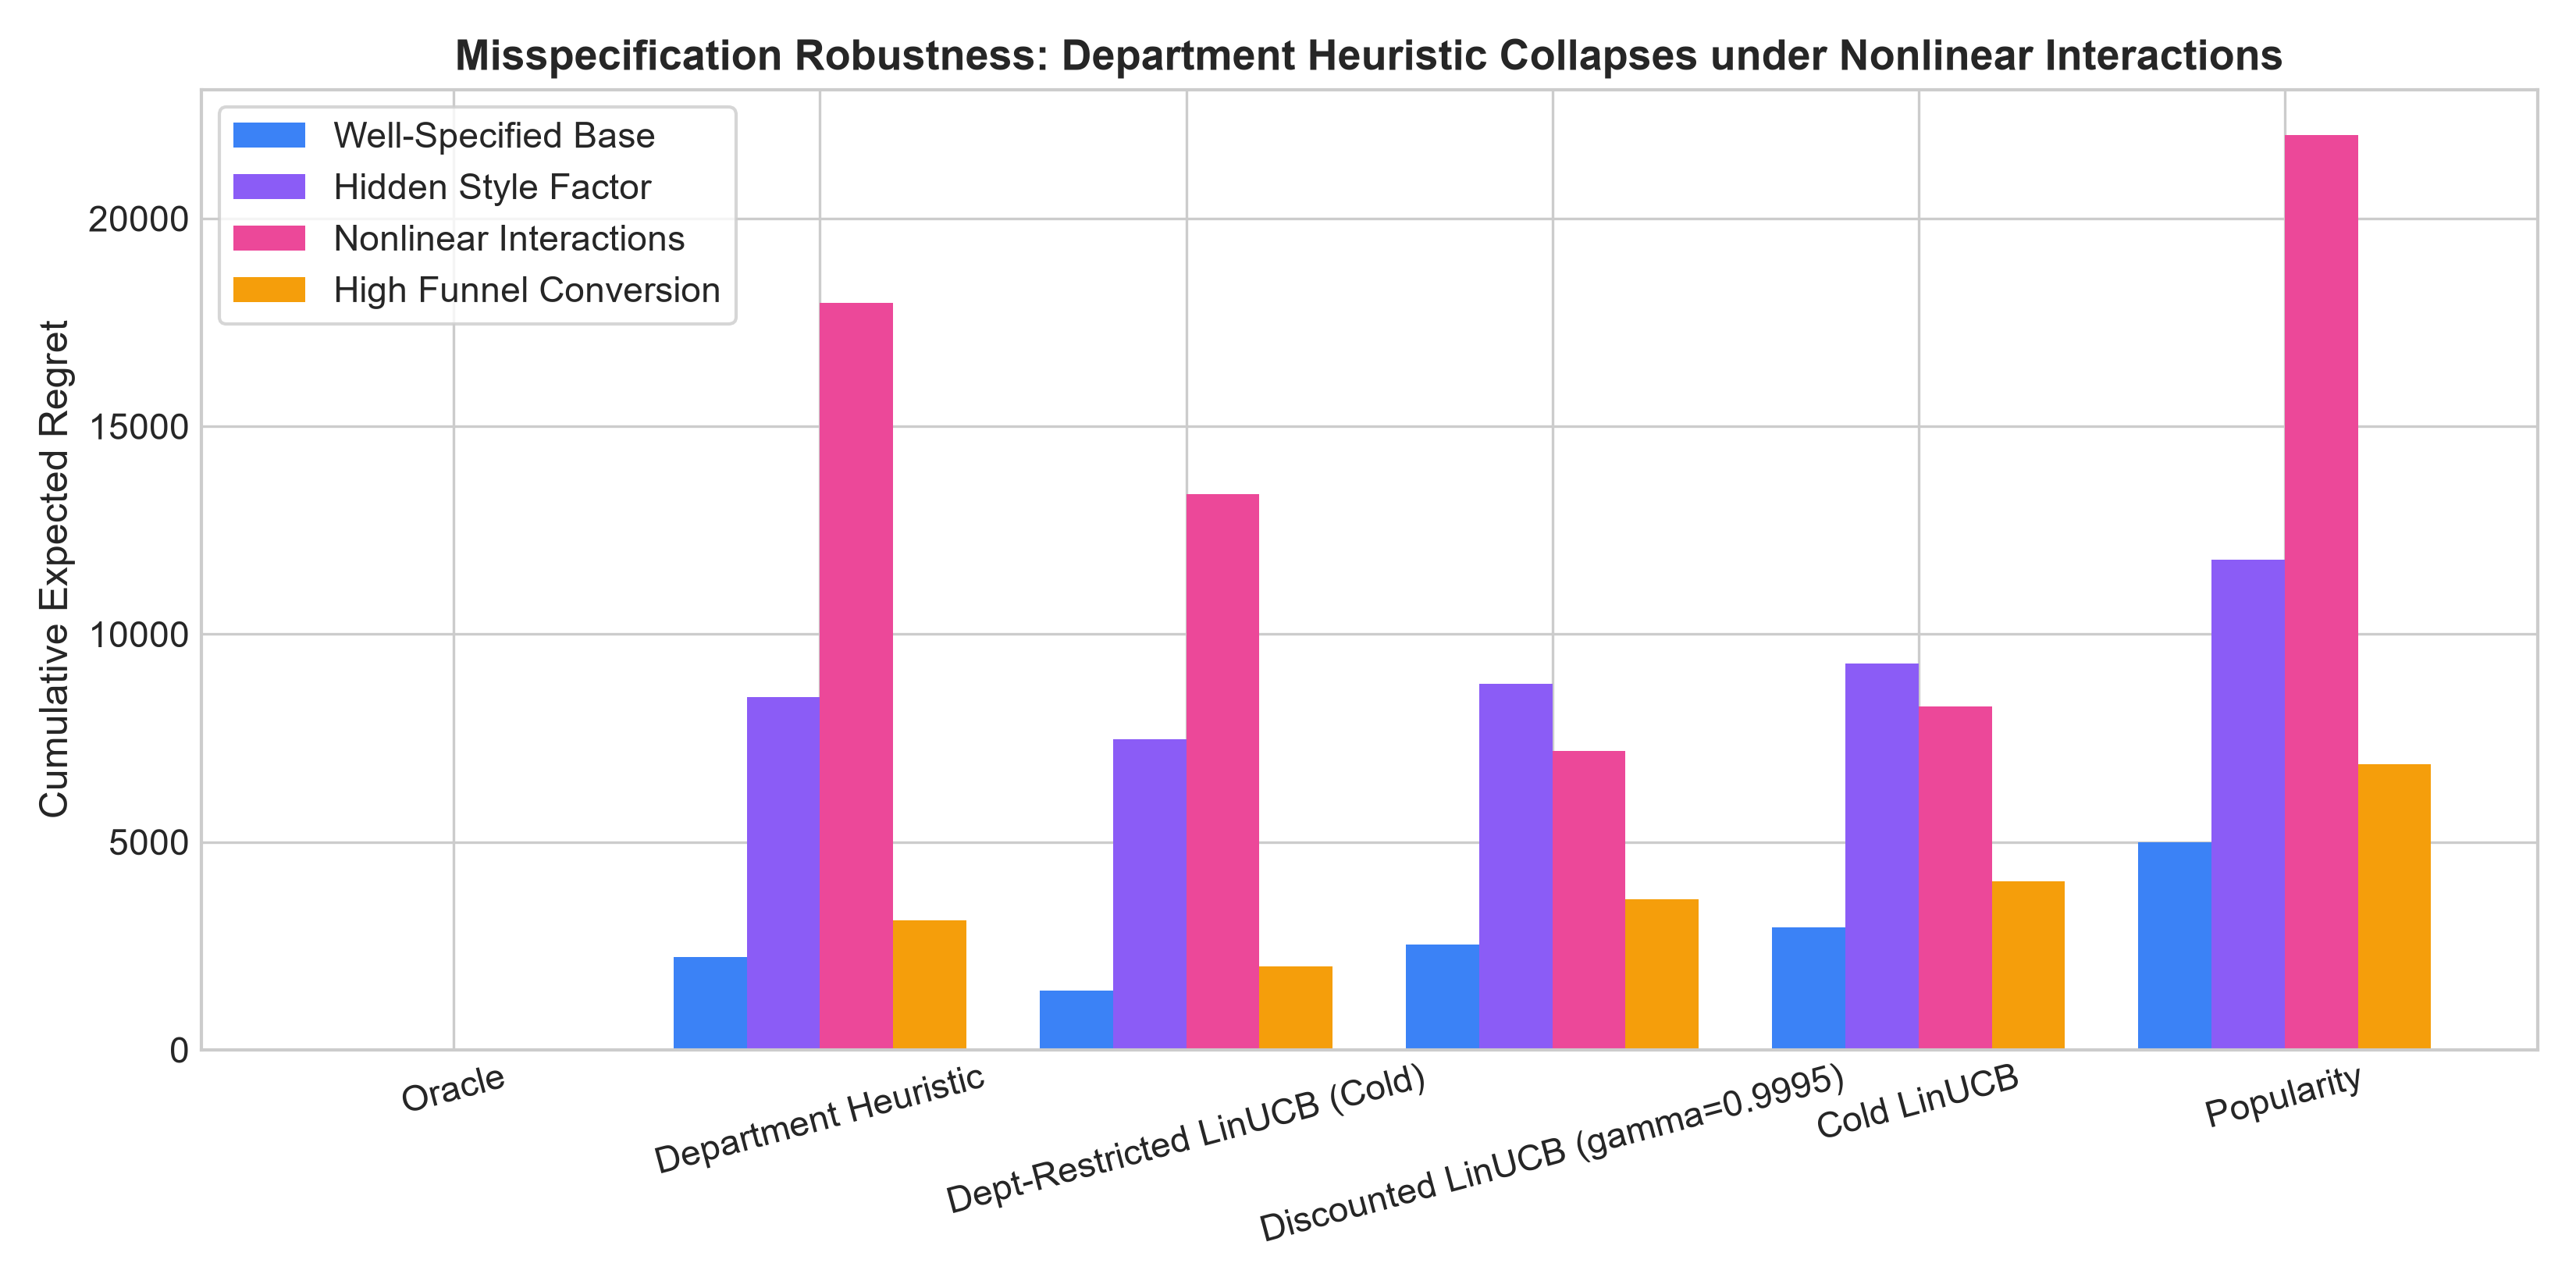 Misspecification Robustness: Department Heuristic Collapses under Nonlinear Interactions
Well-Specified Base
Hidden Style Factor
Nonlinear Interactions
High Funnel Conversion
Cumulative Expected Regret
20000
15000
10000
5000
0
Oracle
Department Heuristic
Dept-Restricted LinUCB (Cold)
Discounted LinUCB (gamma=0.9995)
Cold LinUCB
Popularity